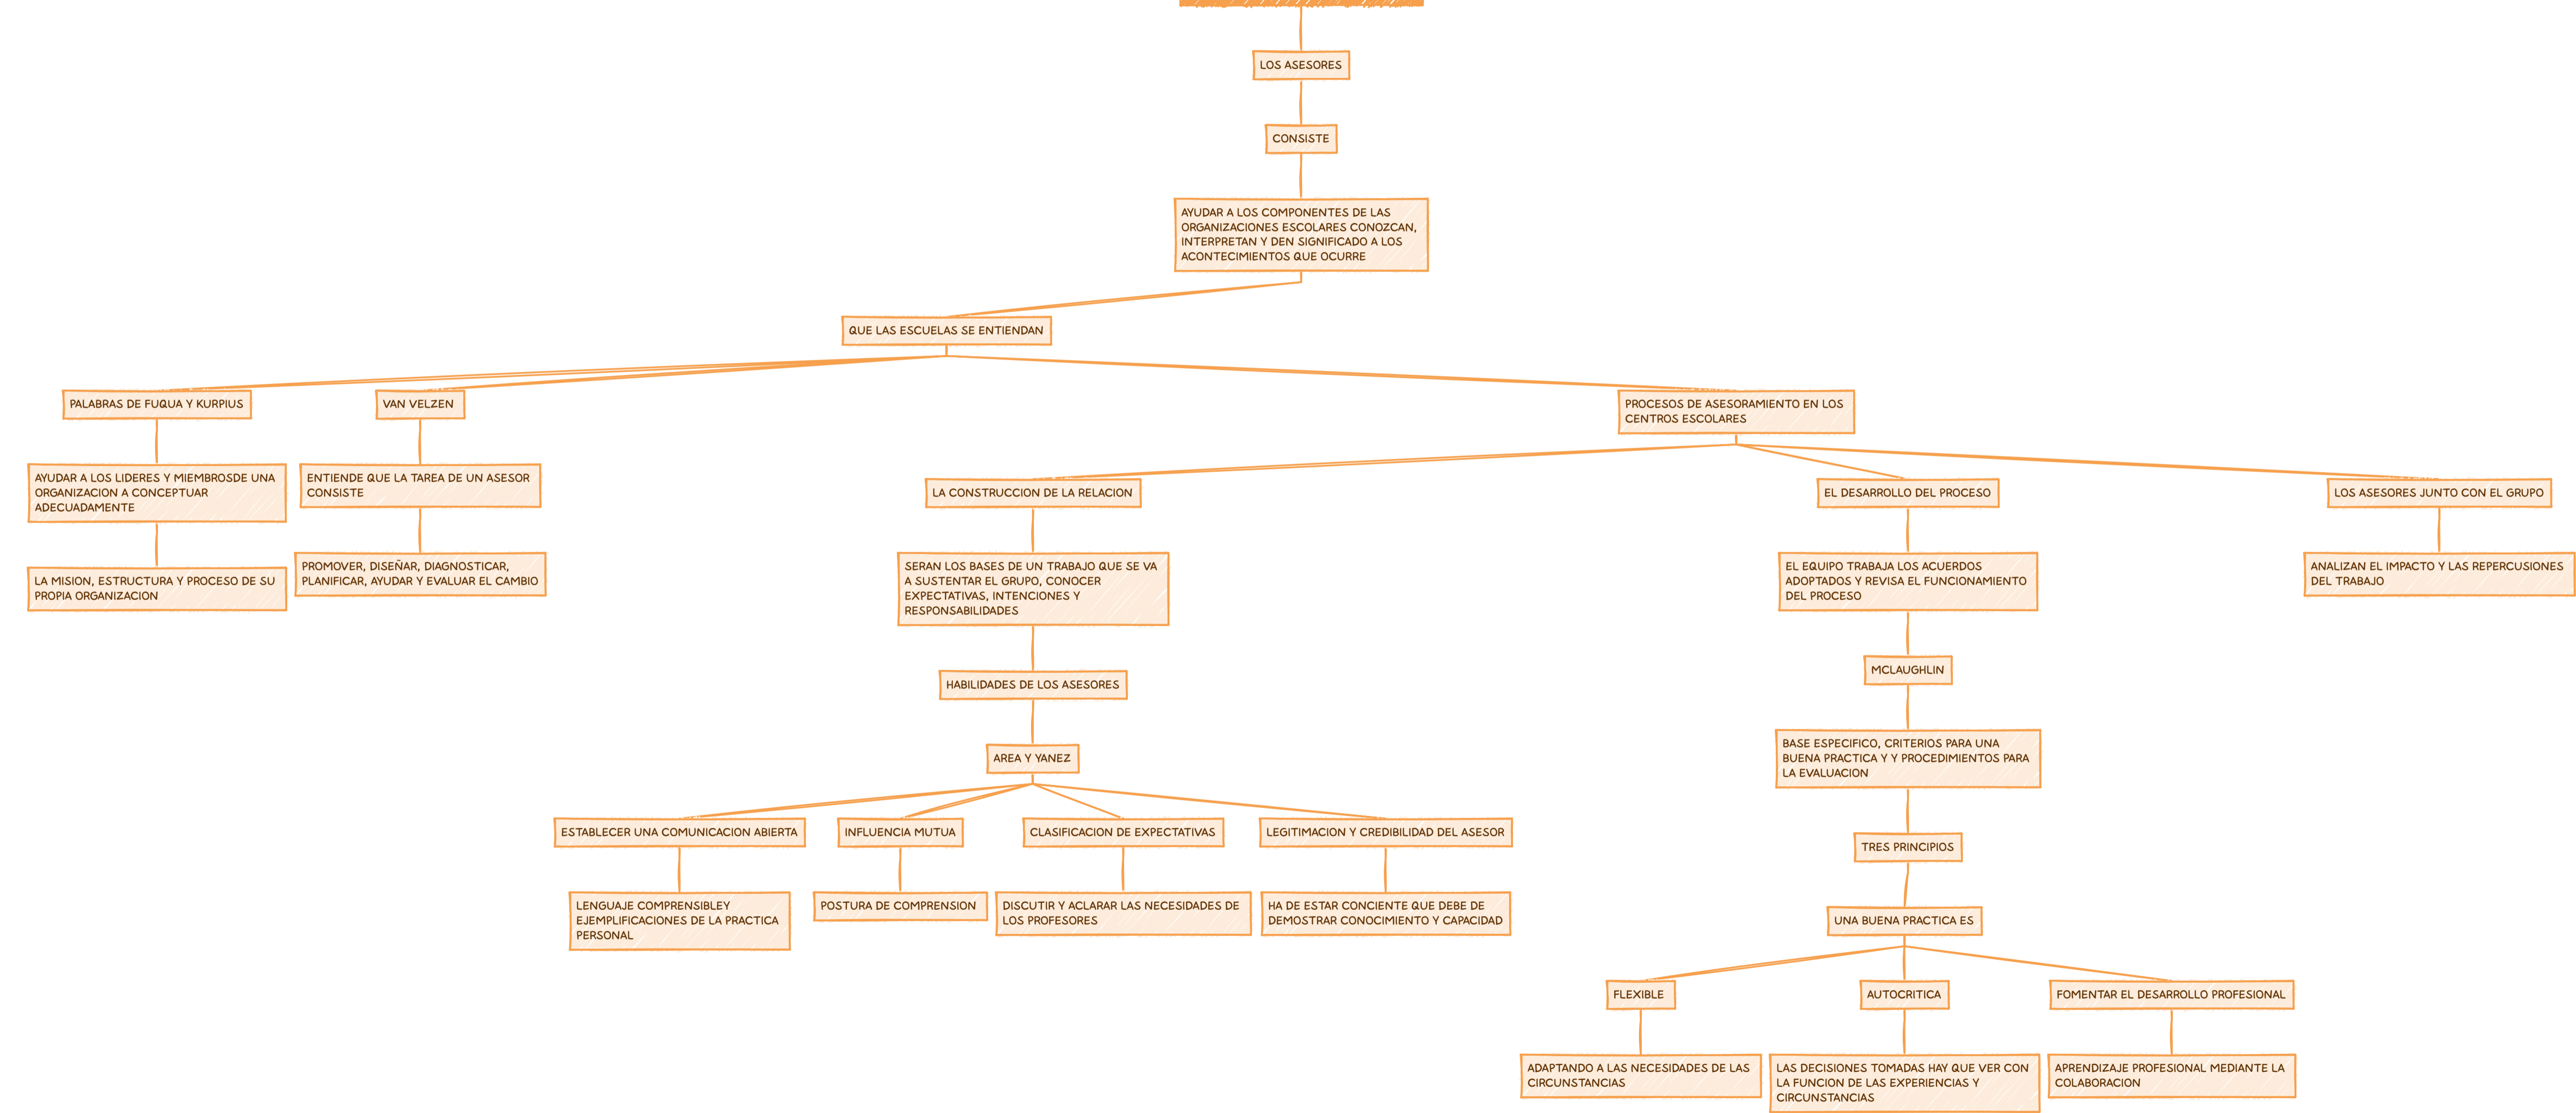 LOS ASESORES
CONSISTE
AYUDAR A LOS COMPONENTES DE LAS
ORGANIZACIONES ESCOLARES CONOZCAN,
INTERPRETAN Y DEN SIGNIFICADO A LOS
ACONTECIMIENTOS QUE OCURRE
QUE LAS ESCUELAS SE ENTIENDAN
PALABRAS DE FUQUA Y KURPIUS
AYUDAR A LOS LIDERES Y MIEMBROSDE UNA
ORGANIZACION A CONCEPTUAR
ADECUADAMENTE
LA MISION, ESTRUCTURA Y PROCESO DE SU
PROPIA ORGANIZACION
VAN VELZEN
ENTIENDE QUE LA TAREA DE UN ASESOR
CONSISTE
PROMOVER, DISEÑAR, DIAGNOSTICAR,
PLANIFICAR, AYUDAR Y EVALUAR EL CAMBIO
PROCESOS DE ASESORAMIENTO EN LOS
CENTROS ESCOLARES
LA CONSTRUCCION DE LA RELACION
SERAN LOS BASES DE UN TRABAJO QUE SE VA
A SUSTENTAR EL GRUPO, CONOCER
EXPECTATIVAS, INTENCIONES Y
RESPONSABILIDADES
HABILIDADES DE LOS ASESORES
AREA Y YANEZ
ESTABLECER UNA COMUNICACION ABIERTA
LENGUAJE COMPRENSIBLEY
EJEMPLIFICACIONES DE LA PRACTICA
PERSONAL
INFLUENCIA MUTUA
POSTURA DE COMPRENSION
CLASIFICACION DE EXPECTATIVAS
DISCUTIR Y ACLARAR LAS NECESIDADES DE
LOS PROFESORES
LEGITIMACION Y CREDIBILIDAD DEL ASESOR
HA DE ESTAR CONCIENTE QUE DEBE DE
DEMOSTRAR CONOCIMIENTO Y CAPACIDAD
EL DESARROLLO DEL PROCESO
EL EQUIPO TRABAJA LOS ACUERDOS
ADOPTADOS Y REVISA EL FUNCIONAMIENTO
DEL PROCESO
MCLAUGHLIN
BASE ESPECIFICO, CRITERIOS PARA UNA
BUENA PRACTICA Y Y PROCEDIMIENTOS PARA
LA EVALUACION
TRES PRINCIPIOS
UNA BUENA PRACTICA ES
FLEXIBLE
ADAPTANDO A LAS NECESIDADES DE LAS
CIRCUNSTANCIAS
AUTOCRITICA
LAS DECISIONES TOMADAS HAY QUE VER CON
LA FUNCION DE LAS EXPERIENCIAS Y
CIRCUNSTANCIAS
FOMENTAR EL DESARROLLO PROFESIONAL
APRENDIZAJE PROFESIONAL MEDIANTE LA
COLABORACION
LOS ASESORES JUNTO CON EL GRUPO
ANALIZAN EL IMPACTO Y LAS REPERCUSIONES
DEL TRABAJO